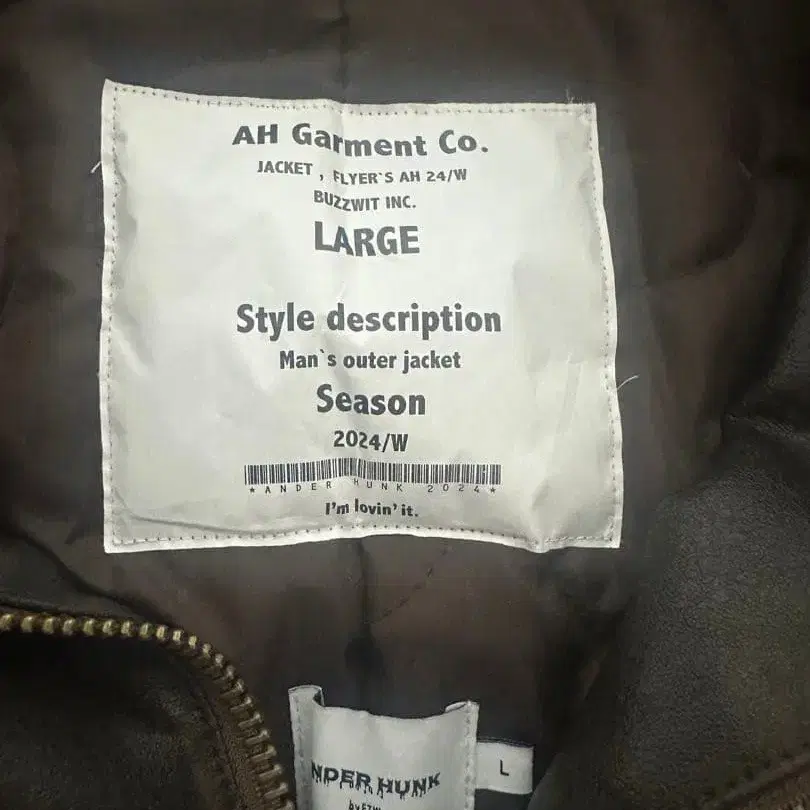 AH Garment Co.
JACKET , FLYER`S AH 24/W
BUZZWIT INC.
LARGE
Style description
Man`s outer jacket
Season
2024/W
*ANDER HUNK 2024*
I'm lovin' it.
NDER HUNK
L